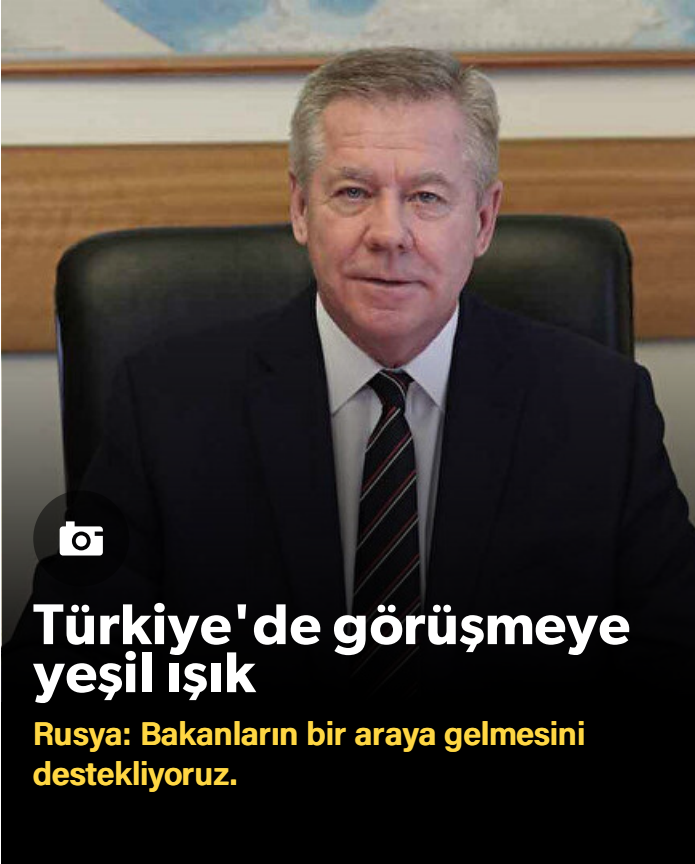 Türkiye'de görüşmeye
yeşil ışık
Rusya: Bakanların bir araya gelmesini
destekliyoruz.